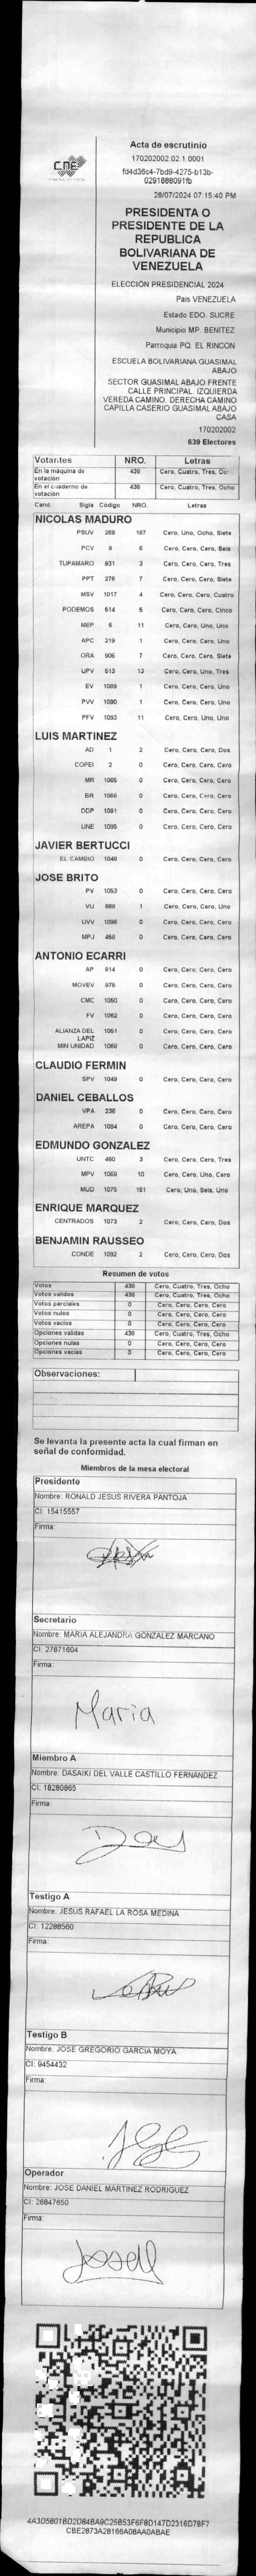 CNE
Acta de escrutinio
170202002.02.1.0001
fd4d36c4-7bd9-4275-b13b-
0291888091fb
28/07/2024 07:15:40 PM
PRESIDENTA O
PRESIDENTE DE LA
REPUBLICA
BOLIVARIANA DE
VENEZUELA
ELECCIÓN PRESIDENCIAL 2024
Pais VENEZUELA
Estado EDO. SUCRE
Municipio MP. BENITEZ
Parroquia PQ. EL RINCON
ESCUELA BOLIVARIANA GUASIMAL
ABAJO
SECTOR GUASIMAL ABAJO FRENTE
CALLE PRINCIPAL. IZQUIERDA
VEREDA CAMINO. DERECHA CAMINO
CAPILLA CASERIO GUASIMAL ABAJO
CASA
170202002
639 Electores
Votantes NRO. Letras
En la máquina de votación 438 Cero, Cuatro, Tres, Oc
En el cuaderno de votación 438 Cero, Cuatro, Tres, Ocho
Cand. Sigla Código NRO. Letras
NICOLAS MADURO
PSUV 269 187 Cero, Uno, Ocho, Siete
PCV 9 6 Cero, Cero, Cero, Seis
TUPAMARO 931 3 Cero, Cero, Cero, Tres
PPT 276 7 Cero, Cero, Cero, Siete
MSV 1017 4 Cero, Cero, Cero, Cuatro
PODEMOS 514 5 Cero, Cero, Cero, Cinco
MEP 6 11 Cero, Cero, Uno, Uno
APC 219 1 Cero, Cero, Cero, Uno
ORA 906 7 Cero, Cero, Cero, Siete
UPV 513 13 Cero, Cero, Uno, Tres
EV 1089 1 Cero, Cero, Cero, Uno
PVV 1090 1 Cero, Cero, Cero, Uno
PFV 1093 11 Cero, Cero, Uno, Uno
LUIS MARTINEZ
AD 1 2 Cero, Cero, Cero, Dos
COPEI 2 0 Cero, Cero, Cero, Cero
MR 1065 0 Cero, Cero, Cero, Cero
BR 1066 0 Cero, Cero, Cero, Cero
DDP 1091 0 Cero, Cero, Cero, Cero
UNE 1095 0 Cero, Cero, Cero, Cero
JAVIER BERTUCCI
EL CAMBIO 1048 0 Cero, Cero, Cero, Cero
JOSE BRITO
PV 1053 0 Cero, Cero, Cero, Cero
VU 868 1 Cero, Cero, Cero, Uno
UVV 1096 0 Cero, Cero, Cero, Cero
MPJ 458 0 Cero, Cero, Cero, Cero
ANTONIO ECARRI
AP 914 0 Cero, Cero, Cero, Cero
MOVEV 978 0 Cero, Cero, Cero, Cero
CMC 1050 0 Cero, Cero, Cero, Cero
FV 1062 0 Cero, Cero, Cero, Cero
ALIANZA DEL LAPIZ 1051 0 Cero, Cero, Cero, Cero
MIN UNIDAD 1068 0 Cero, Cero, Cero, Cero
CLAUDIO FERMIN
SPV 1049 0 Cero, Cero, Cero, Cero
DANIEL CEBALLOS
VPA 236 0 Cero, Cero, Cero, Cero
AREPA 1094 0 Cero, Cero, Cero, Cero
EDMUNDO GONZALEZ
UNTC 460 3 Cero, Cero, Cero, Tres
MPV 1069 10 Cero, Cero, Uno, Cero
MUD 1075 161 Cero, Uno, Seis, Uno
ENRIQUE MARQUEZ
CENTRADOS 1073 2 Cero, Cero, Cero, Dos
BENJAMIN RAUSSEO
CONDE 1092 2 Cero, Cero, Cero, Dos
Resumen de votos
Votos 438 Cero, Cuatro, Tres, Ocho
Votos validos 438 Cero, Cuatro, Tres, Ocho
Votos parciales 0 Cero, Cero, Cero, Cero
Votos nulos 0 Cero, Cero, Cero, Cero
Votos vacios 0 Cero, Cero, Cero, Cero
Opciones validas 438 Cero, Cuatro, Tres, Ocho
Opciones nulas 0 Cero, Cero, Cero, Cero
Opciones vacias 0 Cero, Cero, Cero, Cero
Observaciones:
Se levanta la presente acta la cual firman en
señal de conformidad.
Miembros de la mesa electoral
Presidente
Nombre: RONALD JESUS RIVERA PANTOJA
CI: 15415557
Firma:
Secretario
Nombre: MARIA ALEJANDRA GONZALEZ MARCANO
CI: 27871604
Firma:
Maria
Miembro A
Nombre: DASAIKI DEL VALLE CASTILLO FERNANDEZ
CI: 18280865
Firma:
Testigo A
Nombre: JESUS RAFAEL LA ROSA MEDINA
CI: 12288560
Firma:
Testigo B
Nombre: JOSE GREGORIO GARCIA MOYA
CI: 9454432
Firma:
Operador
Nombre: JOSE DANIEL MARTINEZ RODRIGUEZ
CI: 26847650
Firma:
4A3D5801BD2D84BA9C25B53F6F8D147D2316D78F7
CBE2873A28166A08AA0ABAE